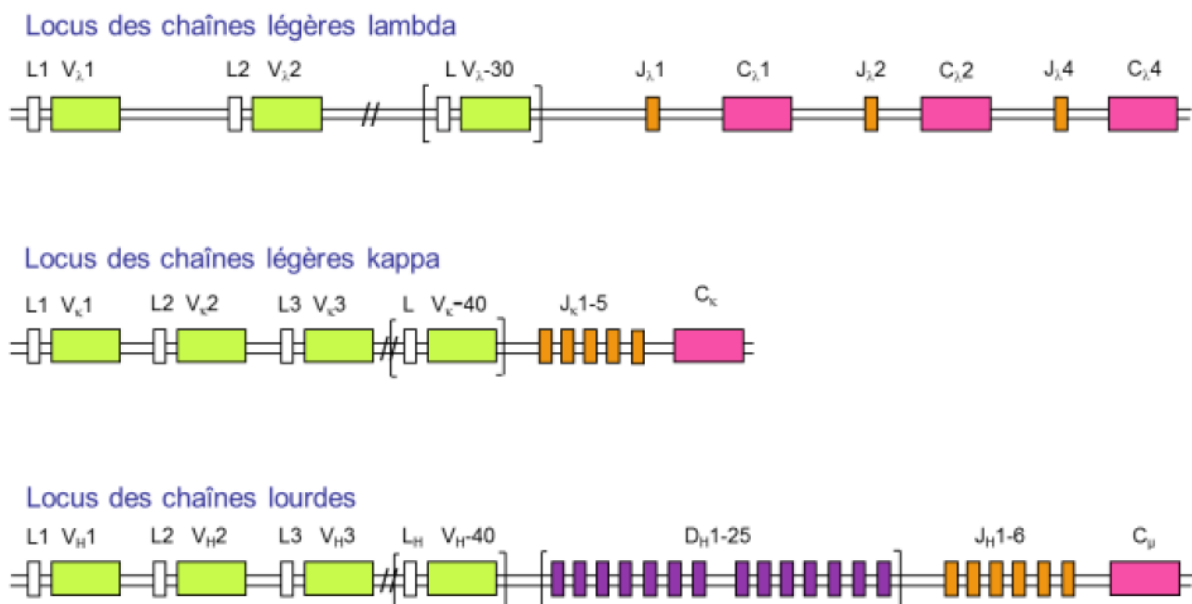 Locus des chaînes légères lambda
L1 Vλ1 L2 Vλ2 L Vλ-30 Jλ1 Cλ1 Jλ2 Cλ2 Jλ4 Cλ4
//
Locus des chaînes légères kappa
L1 Vκ1 L2 Vκ2 L3 Vκ3 L Vκ-40 Jκ1-5 Cκ
//
Locus des chaînes lourdes
L1 VH1 L2 VH2 L3 VH3 LH VH-40 DH1-25 JH1-6 Cμ
//